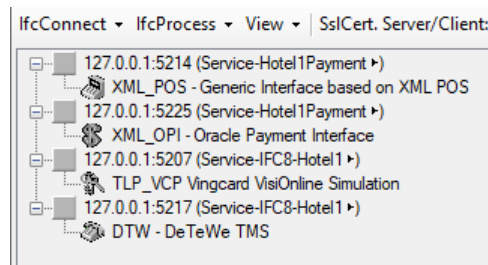 IfcConnect ▾ IfcProcess ▾ View ▾ SslCert. Server/Client:
127.0.0.1:5214 (Service-Hotel1Payment ▸)
XML_POS - Generic Interface based on XML POS
127.0.0.1:5225 (Service-Hotel1Payment ▸)
XML_OPI - Oracle Payment Interface
127.0.0.1:5207 (Service-IFC8-Hotel1 ▸)
TLP_VCP Vingcard VisiOnline Simulation
127.0.0.1:5217 (Service-IFC8-Hotel1 ▸)
DTW - DeTeWe TMS